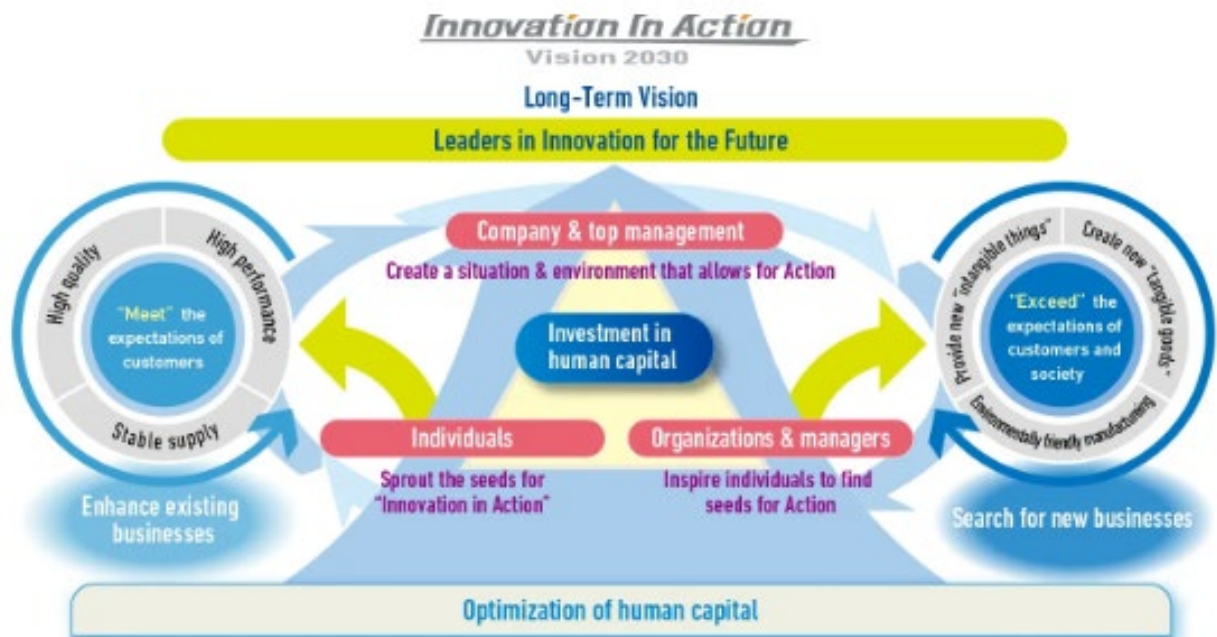 Innovation In Action
Vision 2030
Long-Term Vision
Leaders in Innovation for the Future
High quality
High performance
Stable supply
"Meet" the
expectations of
customers
Enhance existing
businesses
Company & top management
Create a situation & environment that allows for Action
Investment in
human capital
Individuals
Sprout the seeds for
"Innovation in Action"
Organizations & managers
Inspire individuals to find
seeds for Action
Provide new "intangible things"
Create new "tangible goods"
Environmentally friendly manufacturing
"Exceed" the
expectations of
customers and
society
Search for new businesses
Optimization of human capital